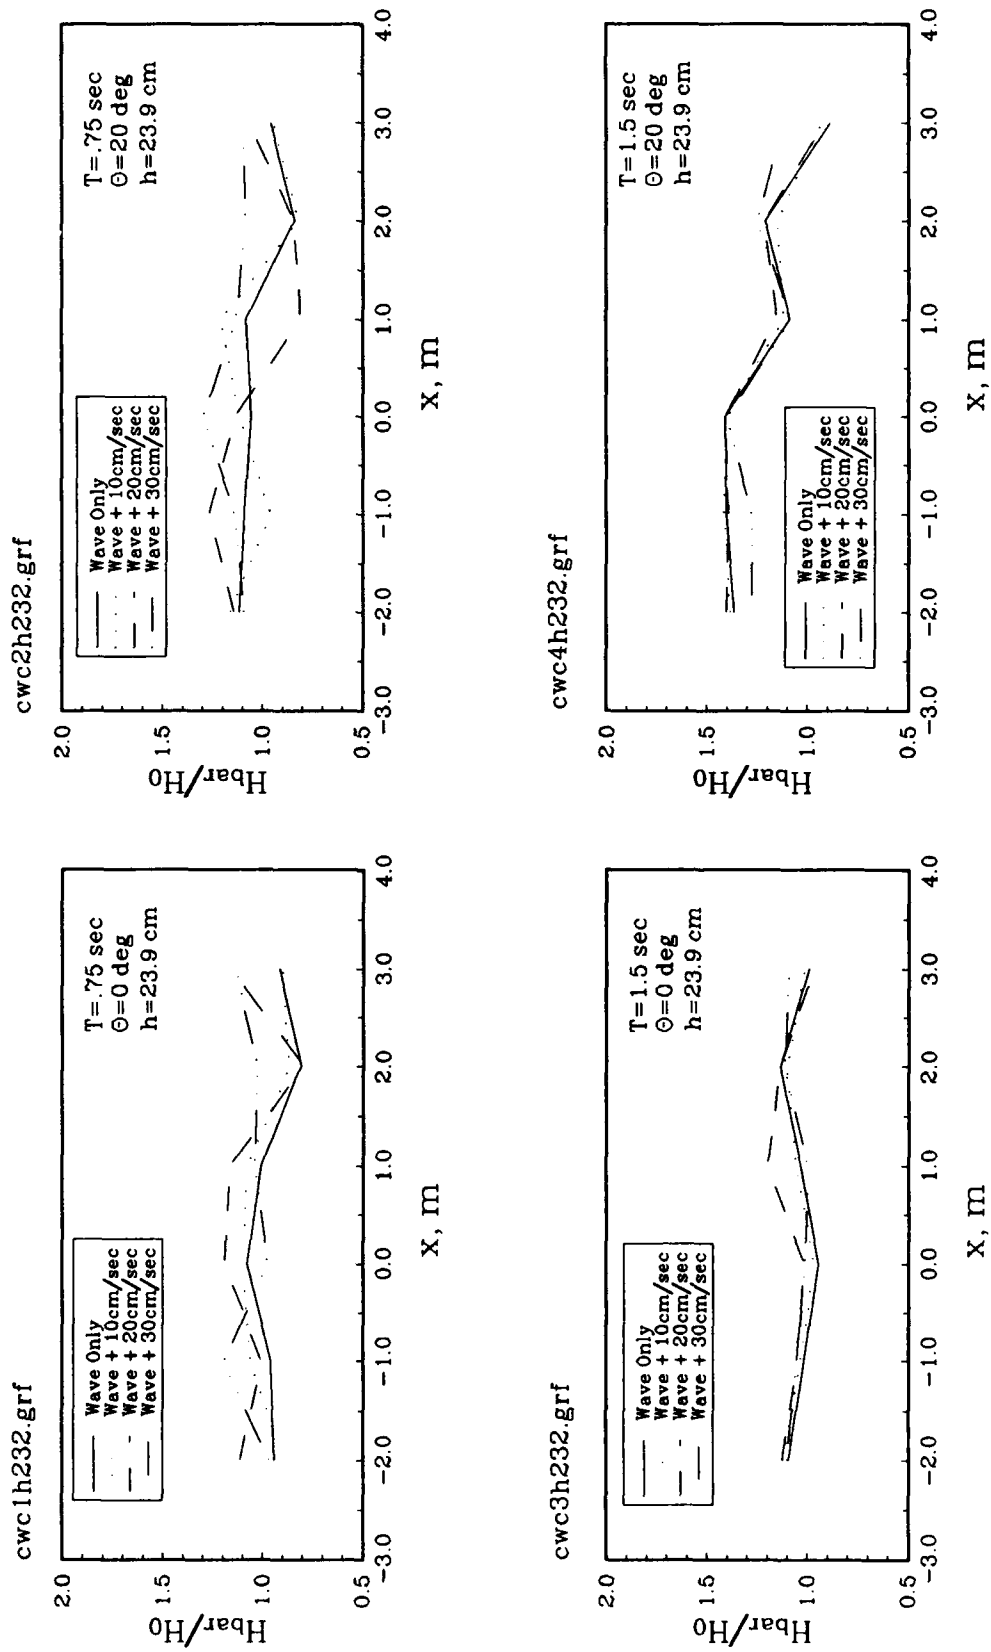 cwc1h232.grf
2.0
1.5
1.0
0.5
Hbar/Ho
Wave Only
Wave + 10cm/sec
Wave + 20cm/sec
Wave + 30cm/sec
T=.75 sec
Θ=0 deg
h=23.9 cm
-3.0 -2.0 -1.0 0.0 1.0 2.0 3.0 4.0
x, m
cwc2h232.grf
2.0
1.5
1.0
0.5
Hbar/Ho
Wave Only
Wave + 10cm/sec
Wave + 20cm/sec
Wave + 30cm/sec
T=.75 sec
Θ=20 deg
h=23.9 cm
-3.0 -2.0 -1.0 0.0 1.0 2.0 3.0 4.0
x, m
cwc3h232.grf
2.0
1.5
1.0
0.5
Hbar/Ho
Wave Only
Wave + 10cm/sec
Wave + 20cm/sec
Wave + 30cm/sec
T=1.5 sec
Θ=0 deg
h=23.9 cm
-3.0 -2.0 -1.0 0.0 1.0 2.0 3.0 4.0
x, m
cwc4h232.grf
2.0
1.5
1.0
0.5
Hbar/Ho
T=1.5 sec
Θ=20 deg
h=23.9 cm
Wave Only
Wave + 10cm/sec
Wave + 20cm/sec
Wave + 30cm/sec
-3.0 -2.0 -1.0 0.0 1.0 2.0 3.0 4.0
x, m